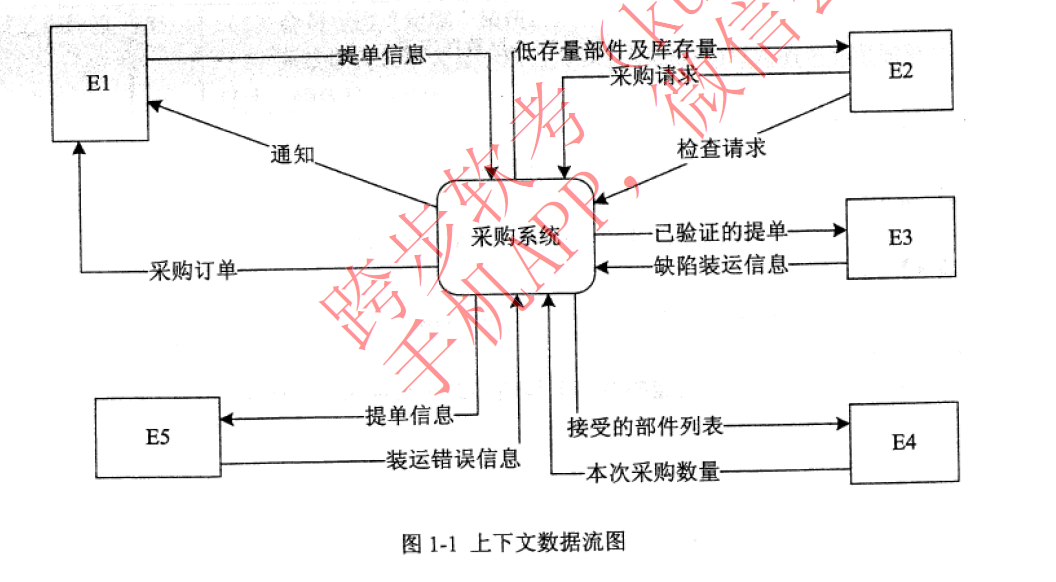 E1
提单信息
低存量部件及库存量
采购请求
E2
通知
检查请求
采购系统
已验证的提单
缺陷装运信息
E3
采购订单
提单信息
装运错误信息
E5
接受的部件列表
本次采购数量
E4
图 1-1 上下文数据流图
跨步软考（ku
手机APP，微信